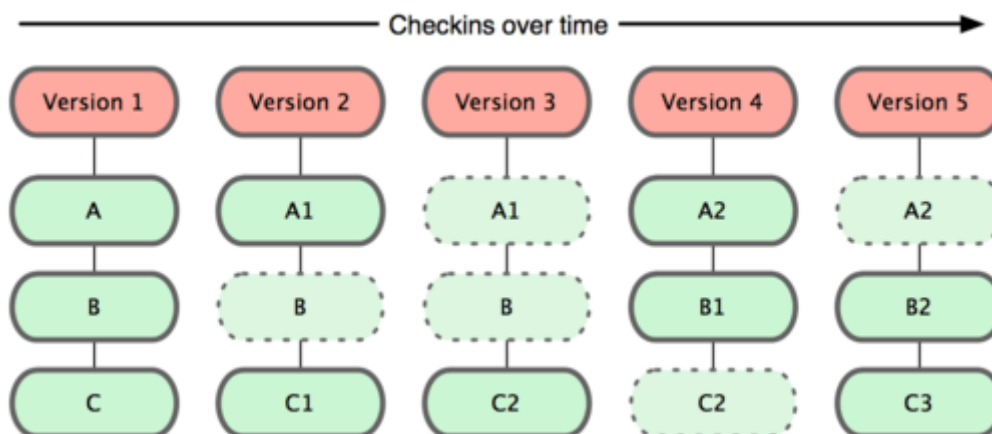 Checkins over time
Version 1 Version 2 Version 3 Version 4 Version 5
A A1 A1 A2 A2
B B B B1 B2
C C1 C2 C2 C3